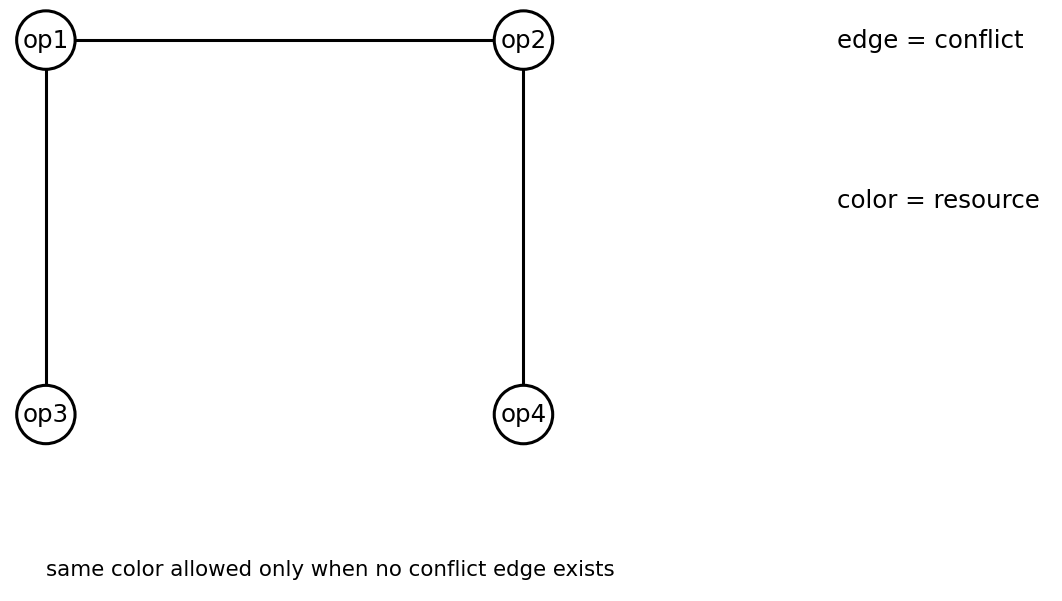 op1
op2
edge = conflict
color = resource
op3
op4
same color allowed only when no conflict edge exists